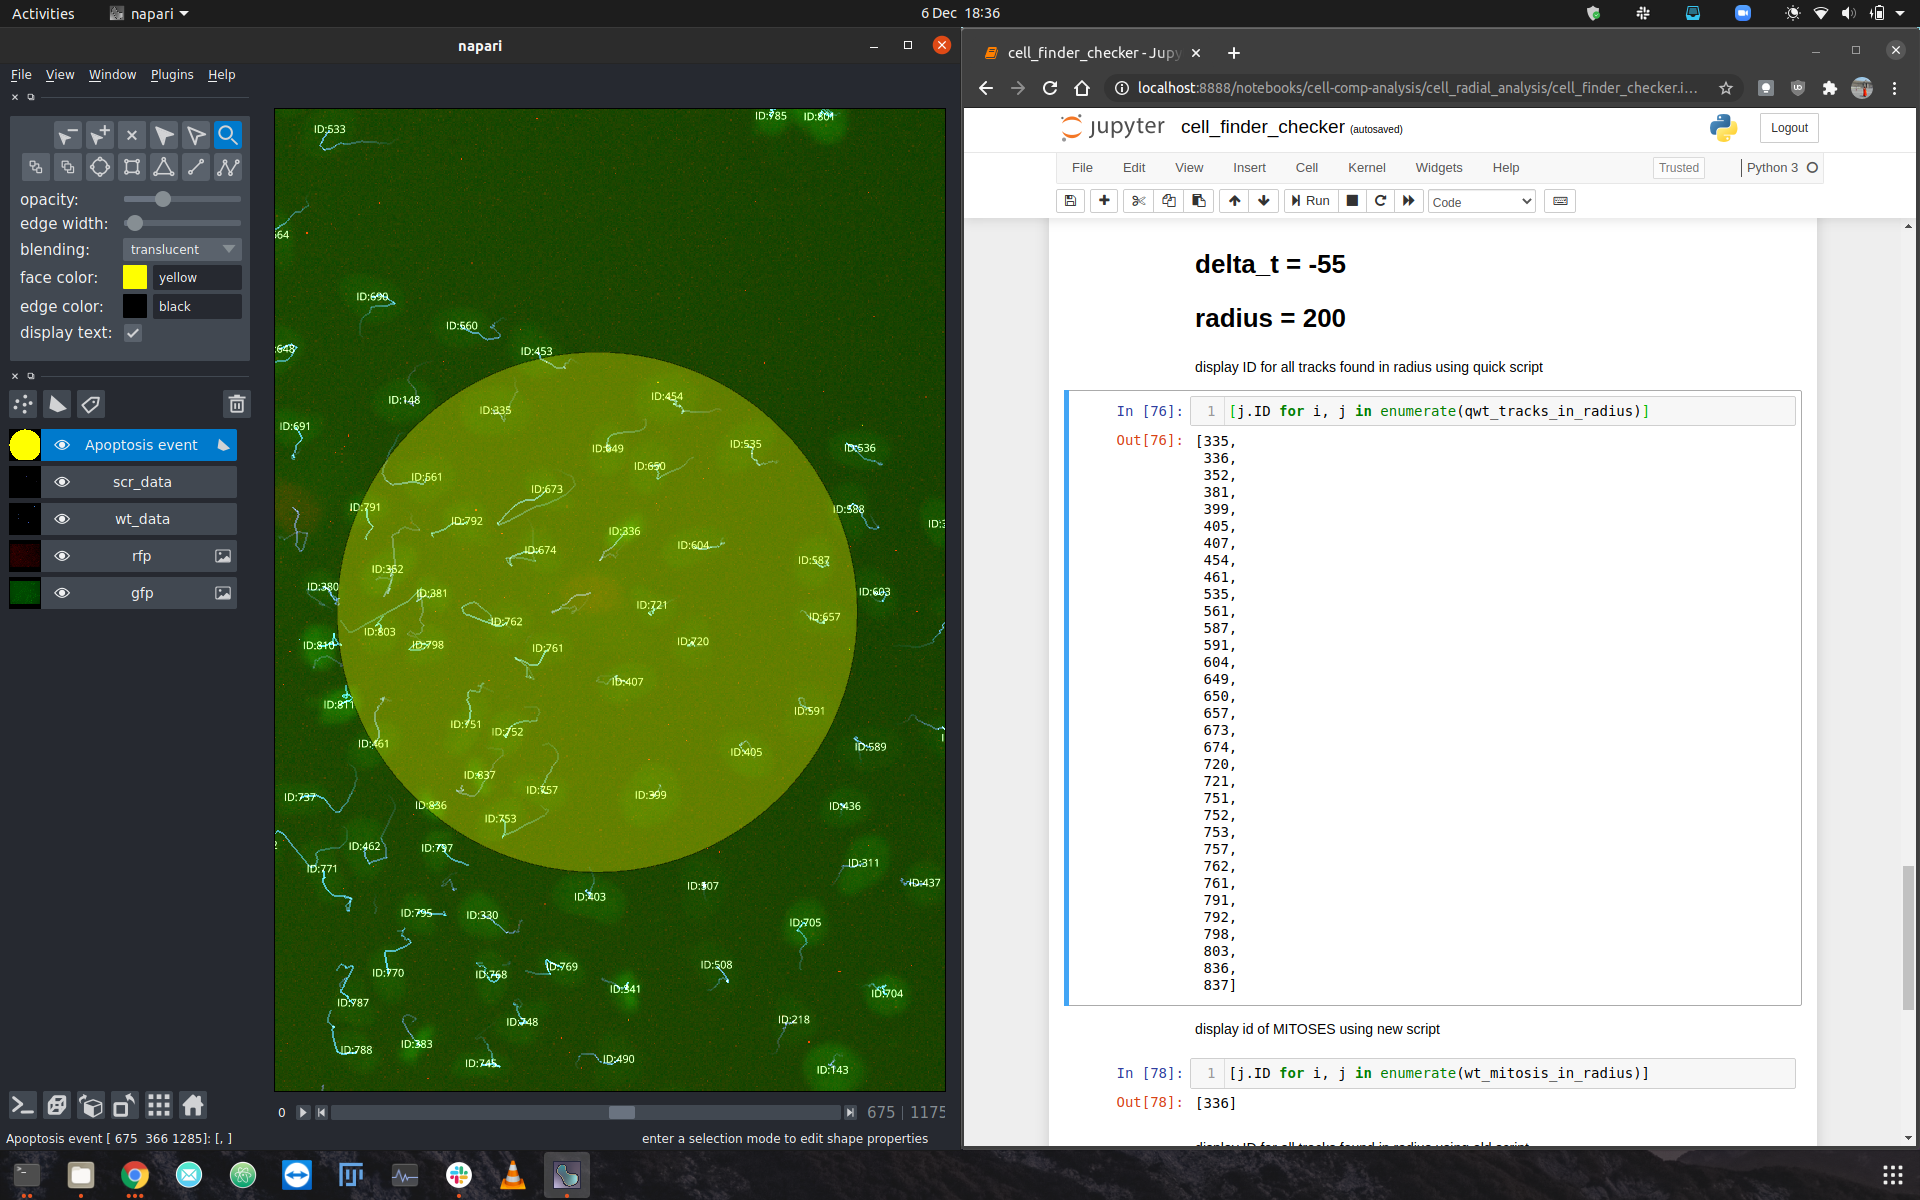 Activities
napari
6 Dec 18:36
napari
File View Window Plugins Help
opacity:
edge width:
blending: translucent
face color: yellow
edge color: black
display text:
Apoptosis event
scr_data
wt_data
rfp
gfp
ID:533
ID:785
ID:801
ID:690
ID:560
ID:453
ID:148
ID:335
ID:454
ID:691
ID:649
ID:535
ID:536
ID:650
ID:561
ID:673
ID:791
ID:792
ID:588
ID:336
ID:674
ID:604
ID:587
ID:352
ID:380
ID:381
ID:721
ID:603
ID:762
ID:657
ID:803
ID:798
ID:810
ID:761
ID:720
ID:407
ID:811
ID:751
ID:752
ID:591
ID:461
ID:405
ID:589
ID:837
ID:757
ID:399
ID:737
ID:836
ID:436
ID:753
ID:462
ID:797
ID:771
ID:311
ID:507
ID:437
ID:403
ID:795
ID:330
ID:705
ID:770
ID:768
ID:769
ID:508
ID:341
ID:704
ID:787
ID:748
ID:218
ID:788
ID:383
ID:745
ID:490
ID:143
0
675 | 1175
Apoptosis event [ 675 366 1285]: [, ]
enter a selection mode to edit shape properties
cell_finder_checker - Jupy
localhost:8888/notebooks/cell-comp-analysis/cell_radial_analysis/cell_finder_checker.i...
jupyter cell_finder_checker (autosaved)
Logout
File Edit View Insert Cell Kernel Widgets Help
Trusted
Python 3
Run
Code
delta_t = -55
radius = 200
display ID for all tracks found in radius using quick script
In [76]: 1 [j.ID for i, j in enumerate(qwt_tracks_in_radius)]
Out[76]: [335,
336,
352,
381,
399,
405,
407,
454,
461,
535,
561,
587,
591,
604,
649,
650,
657,
673,
674,
720,
721,
751,
752,
753,
757,
762,
761,
791,
792,
798,
803,
836,
837]
display id of MITOSES using new script
In [78]: 1 [j.ID for i, j in enumerate(wt_mitosis_in_radius)]
Out[78]: [336]
display ID for all tracks found in radius using old script